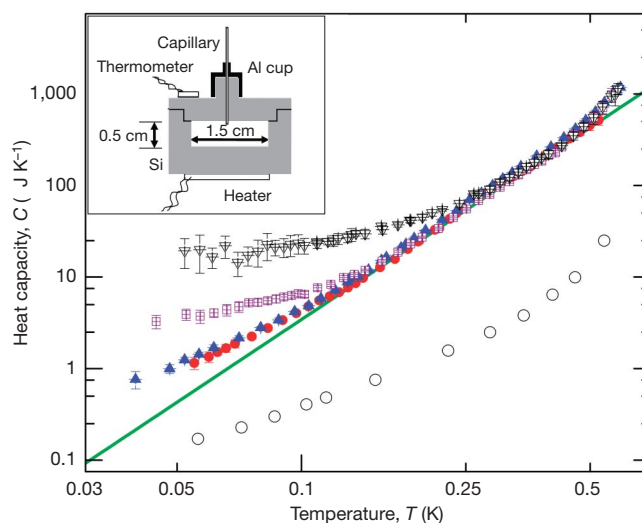 Capillary
Thermometer
Al cup
0.5 cm
1.5 cm
Si
Heater
1,000
100
10
1
0.1
Heat capacity, C ( J K⁻¹)
0.03
0.05
0.1
0.25
0.5
Temperature, T (K)